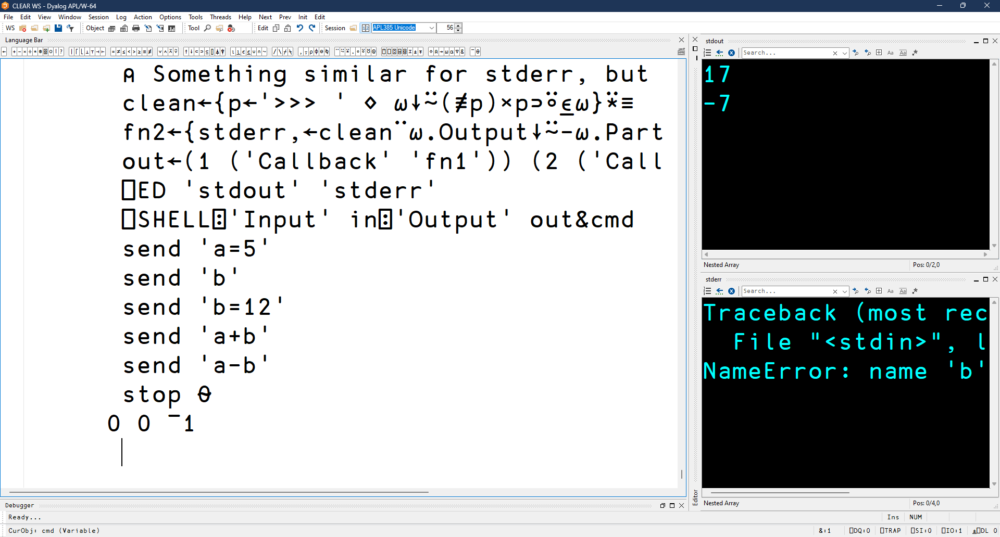 CLEAR WS - Dyalog APL/W-64
File Edit View Window Session Log Action Options Tools Threads Help Next Prev Init Edit
WS Object Tool Edit Session APL385 Unicode 56
Language Bar
⍝ Something similar for stderr, but
clean←{p←'>>> ' ⋄ ⍵↓⍨(≢p)×p⊃⍥⍷⍵}⍣≡
fn2←{stderr,←clean¨⍵.Output↓⍨-⍵.Part
out←(1 ('Callback' 'fn1')) (2 ('Call
⎕ED 'stdout' 'stderr'
⎕SHELL⍠'Input' in⍠'Output' out&cmd
send 'a=5'
send 'b'
send 'b=12'
send 'a+b'
send 'a-b'
stop ⍬
0 0 ¯1
Debugger
Ready...
CurObj: cmd (Variable)
Editor
stdout
Search...
17
-7
Nested Array Pos: 0/2,0
stderr
Search...
Traceback (most rec
File "<stdin>", l
NameError: name 'b'
Nested Array Pos: 0/4,0
Ins NUM
&:1 ⎕DQ:0 ⎕TRAP ⎕SI:0 ⎕IO:1 ⎕DL 0